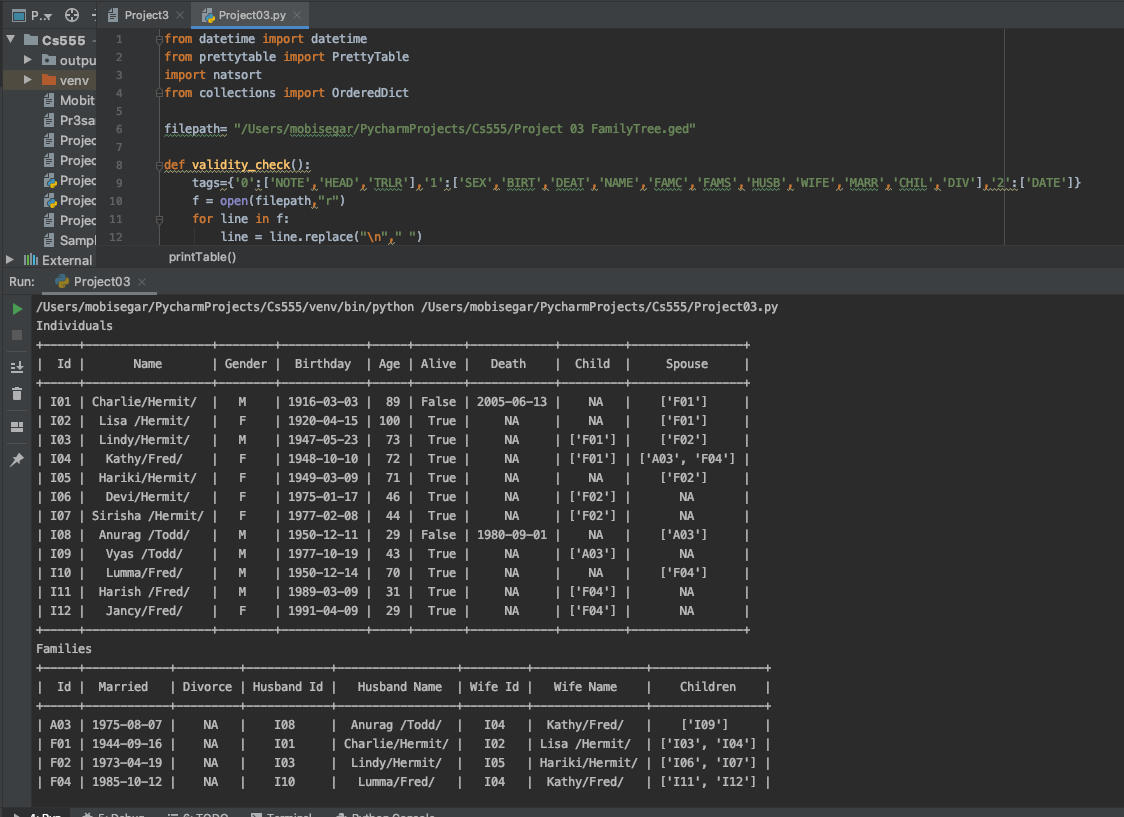 P..
Project3
Project03.py
Cs555
outpu
venv
Mobit
Pr3sa
Projec
Projec
Projec
Projec
Projec
Sampl
External
1 from datetime import datetime
2 from prettytable import PrettyTable
3 import natsort
4 from collections import OrderedDict
5
6 filepath= "/Users/mobisegar/PycharmProjects/Cs555/Project 03 FamilyTree.ged"
7
8 def validity_check():
9 tags={'0':['NOTE','HEAD','TRLR'],'1':['SEX','BIRT','DEAT','NAME','FAMC','FAMS','HUSB','WIFE','MARR','CHIL','DIV'],'2':['DATE']}
10 f = open(filepath,"r")
11 for line in f:
12 line = line.replace("\n"," ")
printTable()
Run: Project03
/Users/mobisegar/PycharmProjects/Cs555/venv/bin/python /Users/mobisegar/PycharmProjects/Cs555/Project03.py
Individuals
| Id | Name | Gender | Birthday | Age | Alive | Death | Child | Spouse |
| I01 | Charlie/Hermit/ | M | 1916-03-03 | 89 | False | 2005-06-13 | NA | ['F01'] |
| I02 | Lisa /Hermit/ | F | 1920-04-15 | 100 | True | NA | NA | ['F01'] |
| I03 | Lindy/Hermit/ | M | 1947-05-23 | 73 | True | NA | ['F01'] | ['F02'] |
| I04 | Kathy/Fred/ | F | 1948-10-10 | 72 | True | NA | ['F01'] | ['A03', 'F04'] |
| I05 | Hariki/Hermit/ | F | 1949-03-09 | 71 | True | NA | NA | ['F02'] |
| I06 | Devi/Hermit/ | F | 1975-01-17 | 46 | True | NA | ['F02'] | NA |
| I07 | Sirisha /Hermit/ | F | 1977-02-08 | 44 | True | NA | ['F02'] | NA |
| I08 | Anurag /Todd/ | M | 1950-12-11 | 29 | False | 1980-09-01 | NA | ['A03'] |
| I09 | Vyas /Todd/ | M | 1977-10-19 | 43 | True | NA | ['A03'] | NA |
| I10 | Lumma/Fred/ | M | 1950-12-14 | 70 | True | NA | NA | ['F04'] |
| I11 | Harish /Fred/ | M | 1989-03-09 | 31 | True | NA | ['F04'] | NA |
| I12 | Jancy/Fred/ | F | 1991-04-09 | 29 | True | NA | ['F04'] | NA |
Families
| Id | Married | Divorce | Husband Id | Husband Name | Wife Id | Wife Name | Children |
| A03 | 1975-08-07 | NA | I08 | Anurag /Todd/ | I04 | Kathy/Fred/ | ['I09'] |
| F01 | 1944-09-16 | NA | I01 | Charlie/Hermit/ | I02 | Lisa /Hermit/ | ['I03', 'I04'] |
| F02 | 1973-04-19 | NA | I03 | Lindy/Hermit/ | I05 | Hariki/Hermit/ | ['I06', 'I07'] |
| F04 | 1985-10-12 | NA | I10 | Lumma/Fred/ | I04 | Kathy/Fred/ | ['I11', 'I12'] |
4: Run 5: Debug 6: TODO Terminal Python Console